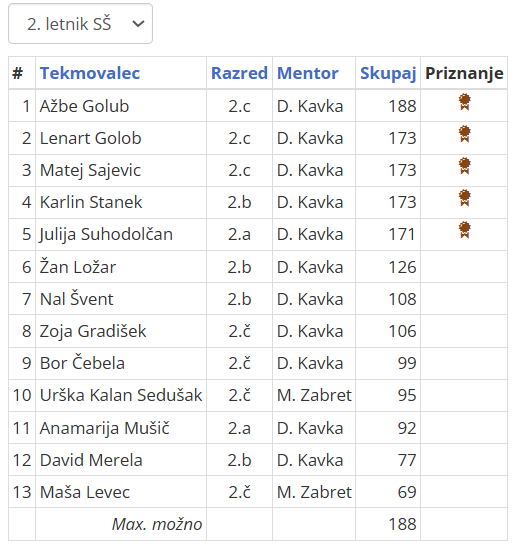 2. letnik SŠ
# Tekmovalec Razred Mentor Skupaj Priznanje
1 Ažbe Golub 2.c D. Kavka 188
2 Lenart Golob 2.c D. Kavka 173
3 Matej Sajevic 2.c D. Kavka 173
4 Karlin Stanek 2.b D. Kavka 173
5 Julija Suhodolčan 2.a D. Kavka 171
6 Žan Ložar 2.b D. Kavka 126
7 Nal Švent 2.b D. Kavka 108
8 Zoja Gradišek 2.č D. Kavka 106
9 Bor Čebela 2.č D. Kavka 99
10 Urška Kalan Sedušak 2.č M. Zabret 95
11 Anamarija Mušič 2.a D. Kavka 92
12 David Merela 2.b D. Kavka 77
13 Maša Levec 2.č M. Zabret 69
Max. možno 188